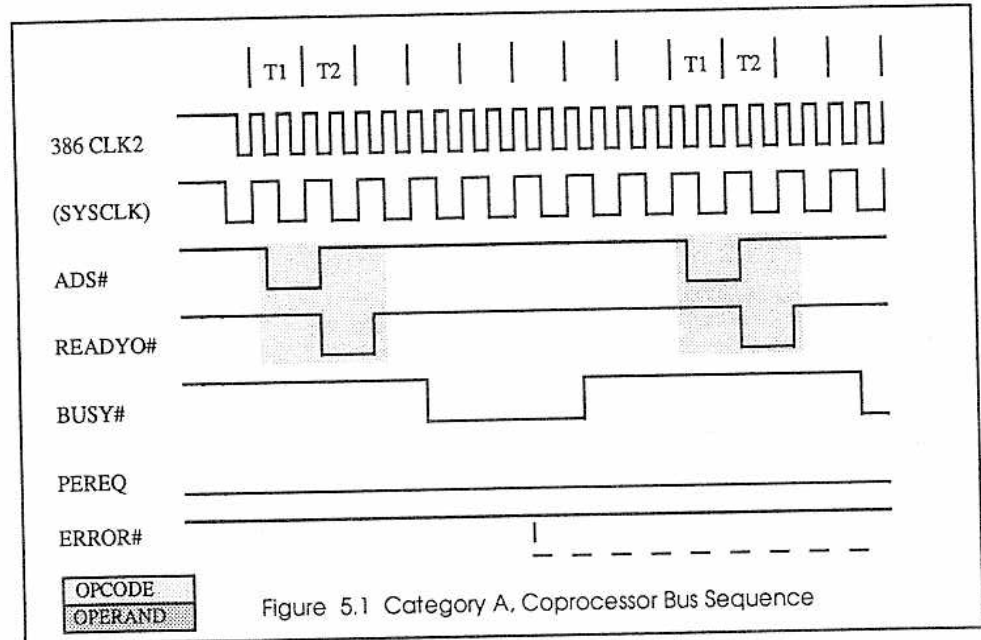 T1 T2 T1 T2
386 CLK2
(SYSCLK)
ADS#
READYO#
BUSY#
PEREQ
ERROR#
OPCODE
OPERAND
Figure 5.1 Category A, Coprocessor Bus Sequence